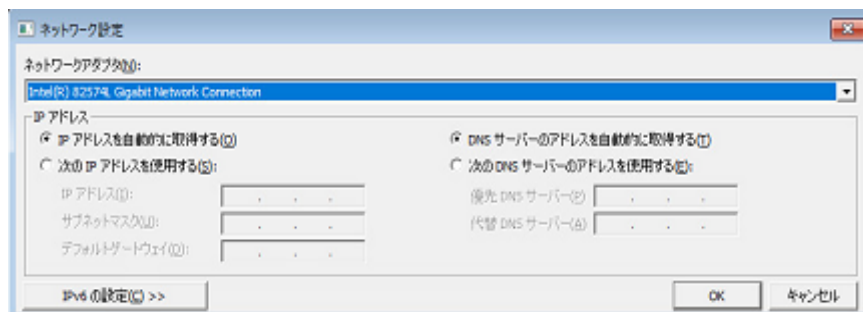 ネットワーク設定
ネットワークアダプタ(N):
Intel(R) 82574L Gigabit Network Connection
IP アドレス
IP アドレスを自動的に取得する(O)
次の IP アドレスを使用する(S):
IP アドレス(I):
サブネットマスク(U):
デフォルトゲートウェイ(D):
DNS サーバーのアドレスを自動的に取得する(T)
次の DNS サーバーのアドレスを使用する(E):
優先 DNS サーバー(P)
代替 DNS サーバー(A)
IPv6 の設定(C) >>
OK
キャンセル